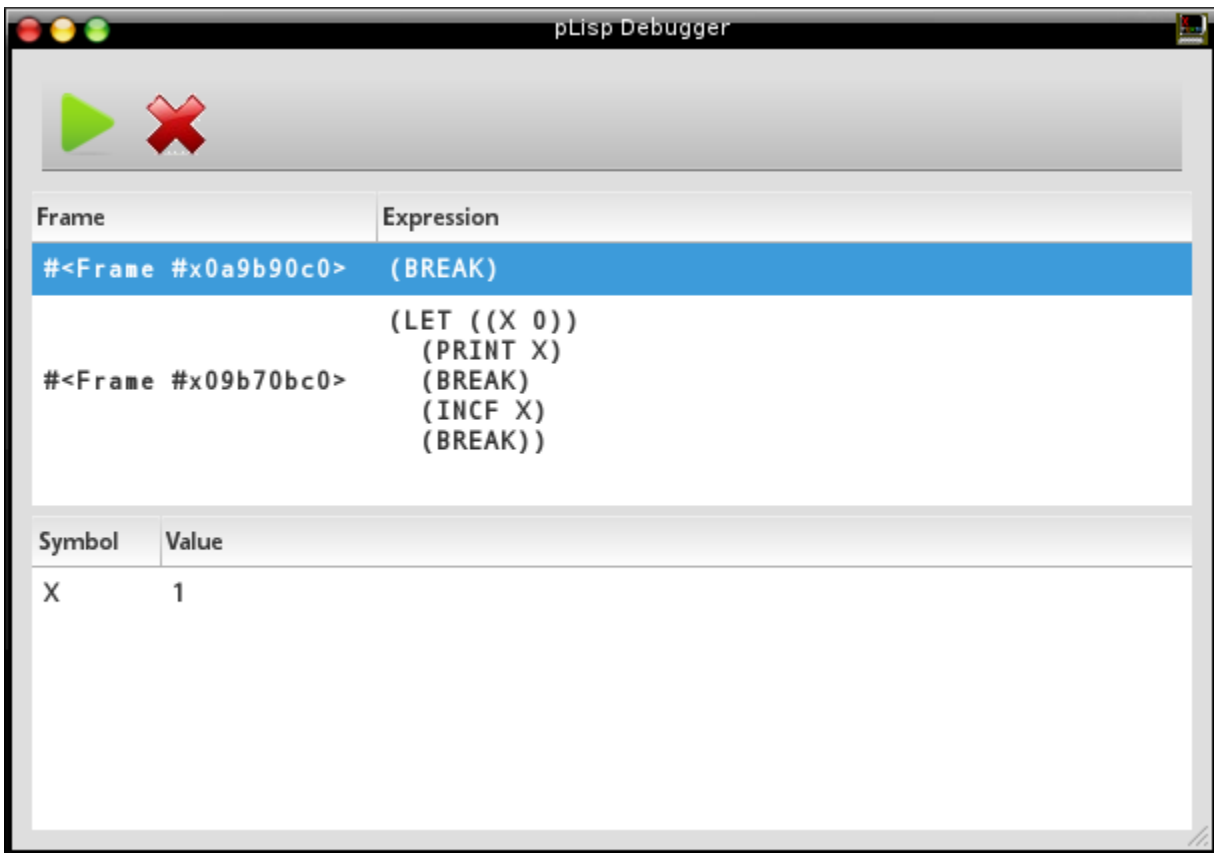 pLisp Debugger
Frame Expression
#<Frame #x0a9b90c0> (BREAK)
#<Frame #x09b70bc0>
(LET ((X 0))
(PRINT X)
(BREAK)
(INCF X)
(BREAK))
Symbol Value
X 1